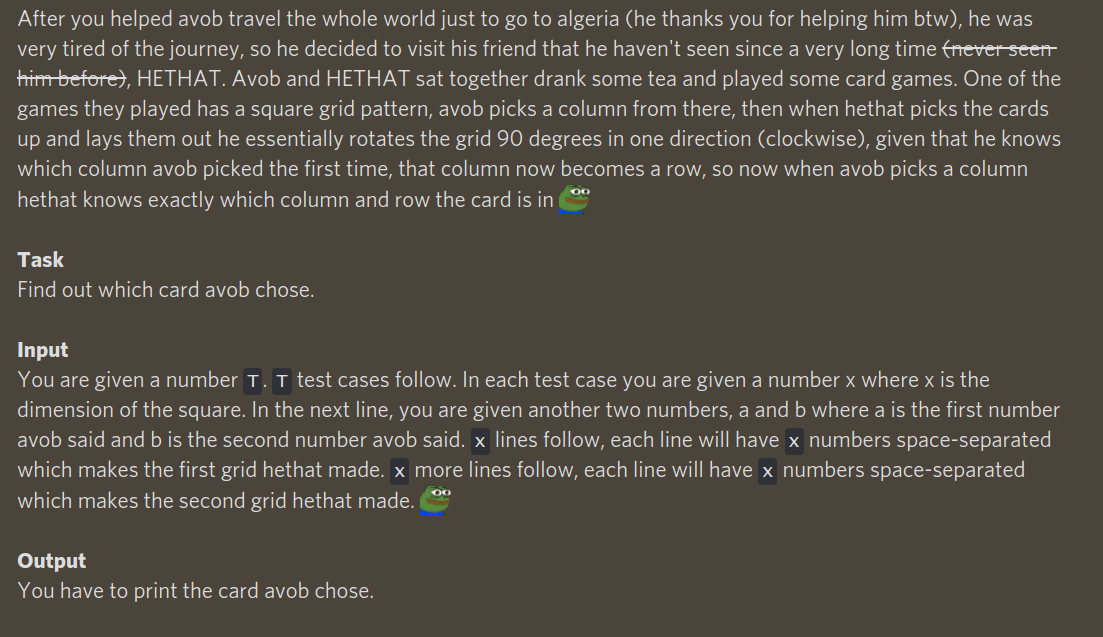 After you helped avob travel the whole world just to go to algeria (he thanks you for helping him btw), he was
very tired of the journey, so he decided to visit his friend that he haven't seen since a very long time (never seen
him before), HETHAT. Avob and HETHAT sat together drank some tea and played some card games. One of the
games they played has a square grid pattern, avob picks a column from there, then when hethat picks the cards
up and lays them out he essentially rotates the grid 90 degrees in one direction (clockwise), given that he knows
which column avob picked the first time, that column now becomes a row, so now when avob picks a column
hethat knows exactly which column and row the card is in
Task
Find out which card avob chose.
Input
You are given a number T. T test cases follow. In each test case you are given a number x where x is the
dimension of the square. In the next line, you are given another two numbers, a and b where a is the first number
avob said and b is the second number avob said. x lines follow, each line will have x numbers space-separated
which makes the first grid hethat made. x more lines follow, each line will have x numbers space-separated
which makes the second grid hethat made.
Output
You have to print the card avob chose.